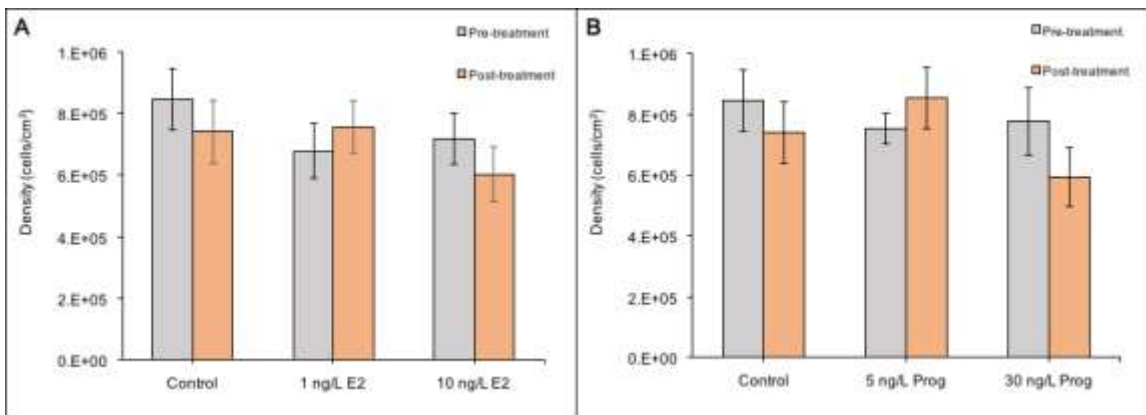 A
Pre-treatment
Post-treatment
1.E+06
8.E+05
6.E+05
4.E+05
2.E+05
0.E+00
Density (cells/cm²)
Control
1 ng/L E2
10 ng/L E2
B
Pre-treatment
Post-treatment
1.E+06
8.E+05
6.E+05
4.E+05
2.E+05
0.E+00
Density (cells/cm²)
Control
5 ng/L Prog
30 ng/L Prog